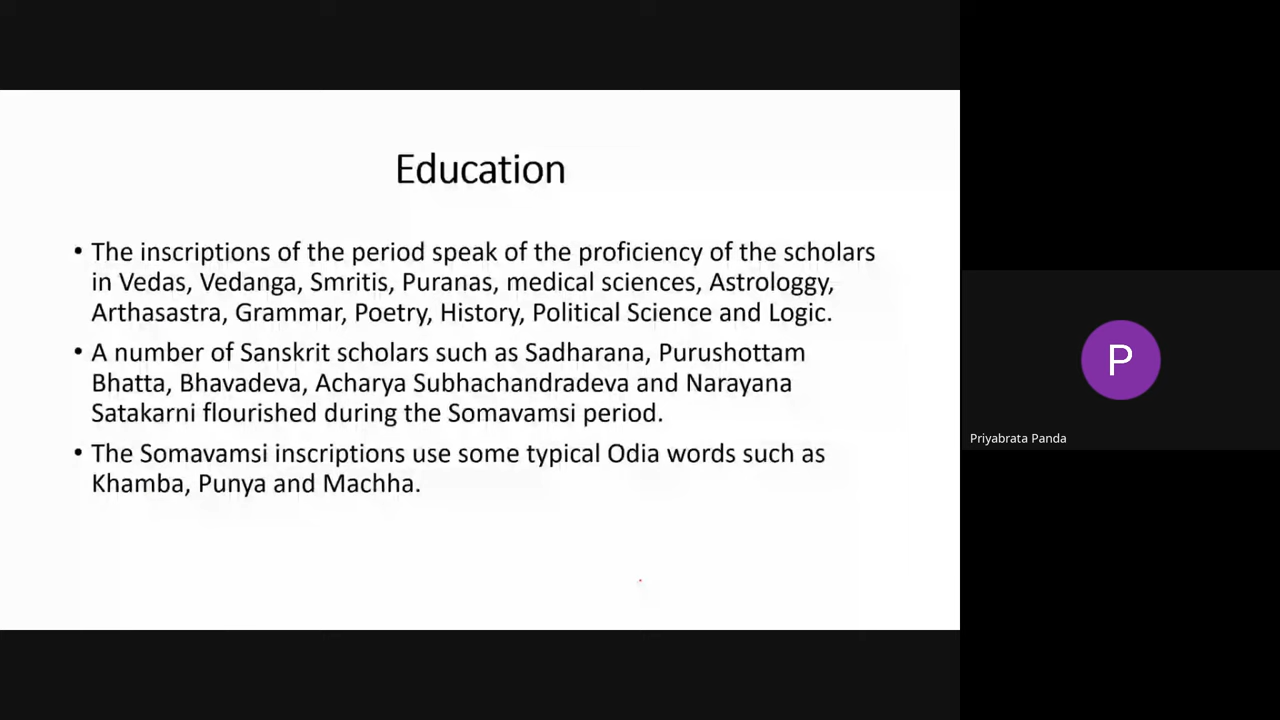 Education
• The inscriptions of the period speak of the proficiency of the scholars
in Vedas, Vedanga, Smritis, Puranas, medical sciences, Astrologgy,
Arthasastra, Grammar, Poetry, History, Political Science and Logic.
• A number of Sanskrit scholars such as Sadharana, Purushottam
Bhatta, Bhavadeva, Acharya Subhachandradeva and Narayana
Satakarni flourished during the Somavamsi period.
• The Somavamsi inscriptions use some typical Odia words such as
Khamba, Punya and Machha.
P
Priyabrata Panda